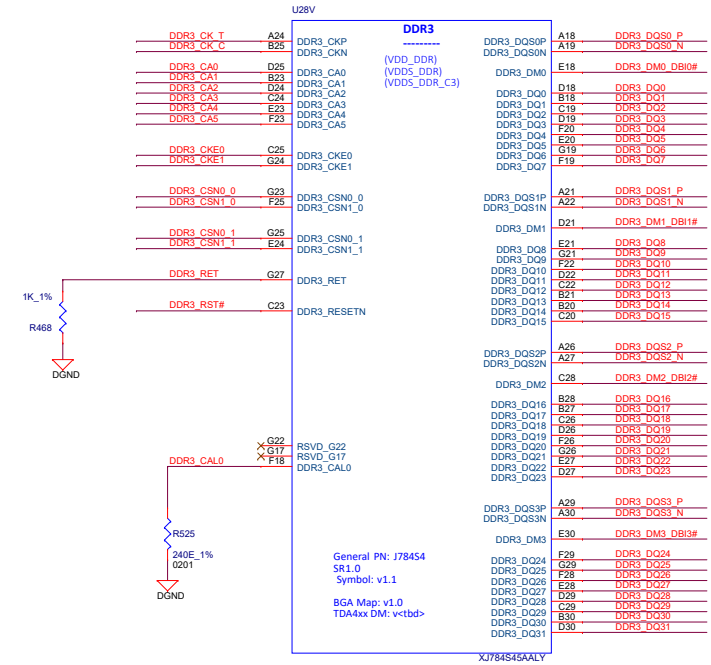 U28V
DDR3
---------
(VDD_DDR)
(VDDS_DDR)
(VDDS_DDR_C3)
DDR3_CK_T A24 DDR3_CKP
DDR3_CK_C B25 DDR3_CKN
DDR3_CA0 D25 DDR3_CA0
DDR3_CA1 B23 DDR3_CA1
DDR3_CA2 D24 DDR3_CA2
DDR3_CA3 C24 DDR3_CA3
DDR3_CA4 E23 DDR3_CA4
DDR3_CA5 F23 DDR3_CA5
DDR3_CKE0 C25 DDR3_CKE0
DDR3_CKE1 G24 DDR3_CKE1
DDR3_CSN0_0 G23 DDR3_CSN0_0
DDR3_CSN1_0 F25 DDR3_CSN1_0
DDR3_CSN0_1 G25 DDR3_CSN0_1
DDR3_CSN1_1 E24 DDR3_CSN1_1
DDR3_RET G27 DDR3_RET
1K_1%
R468
DGND
DDR3_RST# C23 DDR3_RESETN
G22 RSVD_G22
G17 RSVD_G17
DDR3_CAL0 F18 DDR3_CAL0
R525
240E_1%
0201
DGND
DDR3_DQS0P A18 DDR3_DQS0_P
DDR3_DQS0N A19 DDR3_DQS0_N
DDR3_DM0 E18 DDR3_DM0_DBI0#
DDR3_DQ0 D18 DDR3_DQ0
DDR3_DQ1 B18 DDR3_DQ1
DDR3_DQ2 C19 DDR3_DQ2
DDR3_DQ3 D19 DDR3_DQ3
DDR3_DQ4 F20 DDR3_DQ4
DDR3_DQ5 E20 DDR3_DQ5
DDR3_DQ6 G19 DDR3_DQ6
DDR3_DQ7 F19 DDR3_DQ7
DDR3_DQS1P A21 DDR3_DQS1_P
DDR3_DQS1N A22 DDR3_DQS1_N
DDR3_DM1 D21 DDR3_DM1_DBI1#
DDR3_DQ8 E21 DDR3_DQ8
DDR3_DQ9 G21 DDR3_DQ9
DDR3_DQ10 F22 DDR3_DQ10
DDR3_DQ11 D22 DDR3_DQ11
DDR3_DQ12 C22 DDR3_DQ12
DDR3_DQ13 B21 DDR3_DQ13
DDR3_DQ14 B20 DDR3_DQ14
DDR3_DQ15 C20 DDR3_DQ15
DDR3_DQS2P A26 DDR3_DQS2_P
DDR3_DQS2N A27 DDR3_DQS2_N
DDR3_DM2 C28 DDR3_DM2_DBI2#
DDR3_DQ16 B28 DDR3_DQ16
DDR3_DQ17 B27 DDR3_DQ17
DDR3_DQ18 C26 DDR3_DQ18
DDR3_DQ19 D26 DDR3_DQ19
DDR3_DQ20 F26 DDR3_DQ20
DDR3_DQ21 G26 DDR3_DQ21
DDR3_DQ22 E27 DDR3_DQ22
DDR3_DQ23 D27 DDR3_DQ23
DDR3_DQS3P A29 DDR3_DQS3_P
DDR3_DQS3N A30 DDR3_DQS3_N
DDR3_DM3 E30 DDR3_DM3_DBI3#
DDR3_DQ24 F29 DDR3_DQ24
DDR3_DQ25 G29 DDR3_DQ25
DDR3_DQ26 F28 DDR3_DQ26
DDR3_DQ27 E28 DDR3_DQ27
DDR3_DQ28 D29 DDR3_DQ28
DDR3_DQ29 C29 DDR3_DQ29
DDR3_DQ30 B30 DDR3_DQ30
DDR3_DQ31 D30 DDR3_DQ31
General PN: J784S4
SR1.0
Symbol: v1.1
BGA Map: v1.0
TDA4xx DM: v<tbd>
XJ784S45AALY